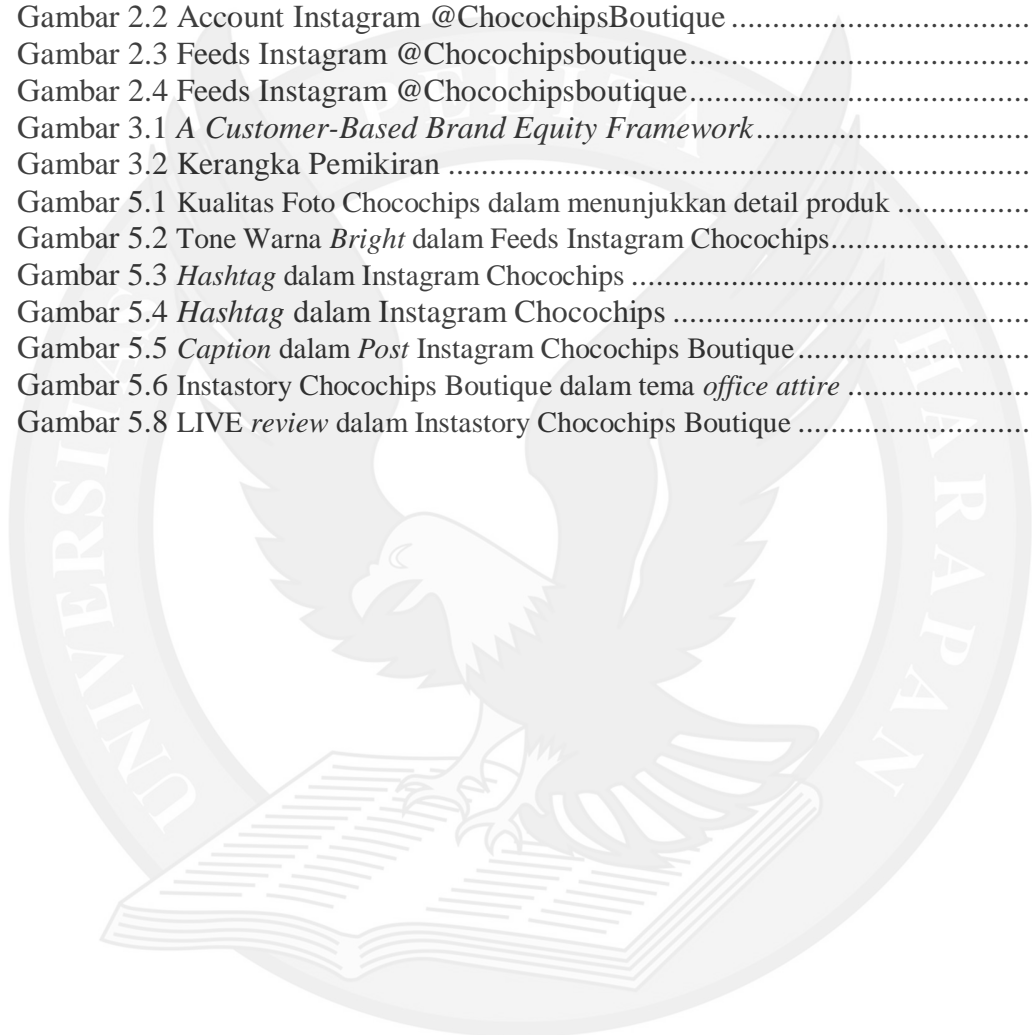 Gambar 2.2 Account Instagram @ChocochipsBoutique ................................
Gambar 2.3 Feeds Instagram @Chocochipsboutique.....................................
Gambar 2.4 Feeds Instagram @Chocochipsboutique.....................................
Gambar 3.1 A Customer-Based Brand Equity Framework..............................
Gambar 3.2 Kerangka Pemikiran ....................................................................
Gambar 5.1 Kualitas Foto Chocochips dalam menunjukkan detail produk ...............
Gambar 5.2 Tone Warna Bright dalam Feeds Instagram Chocochips.......................
Gambar 5.3 Hashtag dalam Instagram Chocochips ..............................................
Gambar 5.4 Hashtag dalam Instagram Chocochips ..........................................
Gambar 5.5 Caption dalam Post Instagram Chocochips Boutique...........................
Gambar 5.6 Instastory Chocochips Boutique dalam tema office attire .....................
Gambar 5.8 LIVE review dalam Instastory Chocochips Boutique ...........................
UNIVERSITAS PELITA HARAPAN